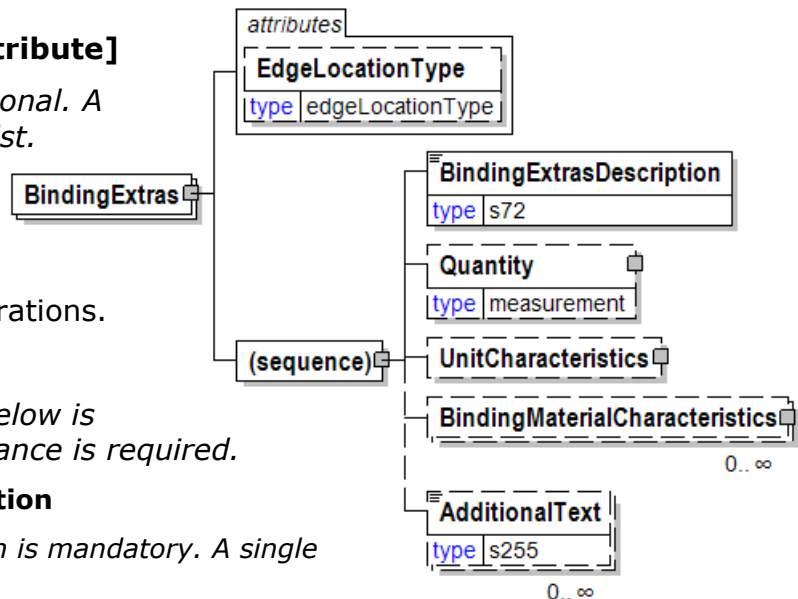 tribute]
onal. A
st.
rations.
elow is
ance is required.
tion
n is mandatory. A single
attributes
EdgeLocationType
type edgeLocationType
BindingExtras
(sequence)
BindingExtrasDescription
type s72
Quantity
type measurement
UnitCharacteristics
BindingMaterialCharacteristics
0.. ∞
AdditionalText
type s255
0.. ∞